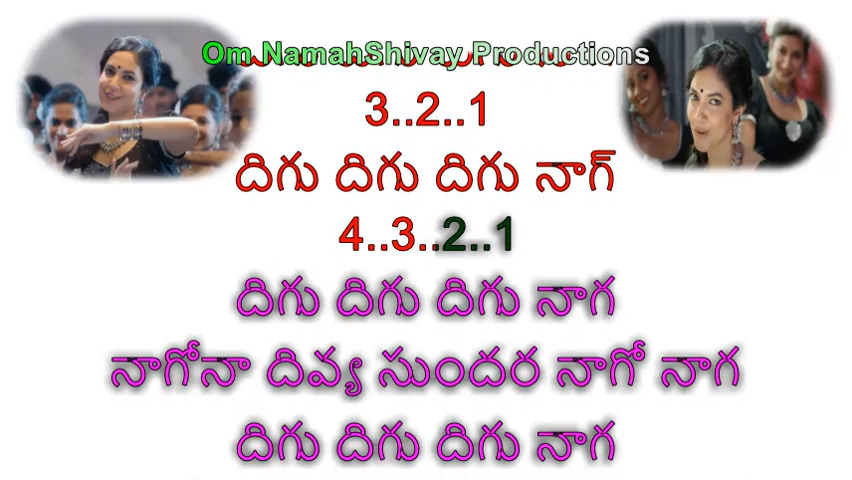 Om NamahShivay Productions
3..2..1
దిగు దిగు దిగు నాగ్
4..3..2..1
దిగు దిగు దిగు నాగ
నాగోనా దివ్య సుందర నాగో నాగ
దిగు దిగు దిగు నాగ